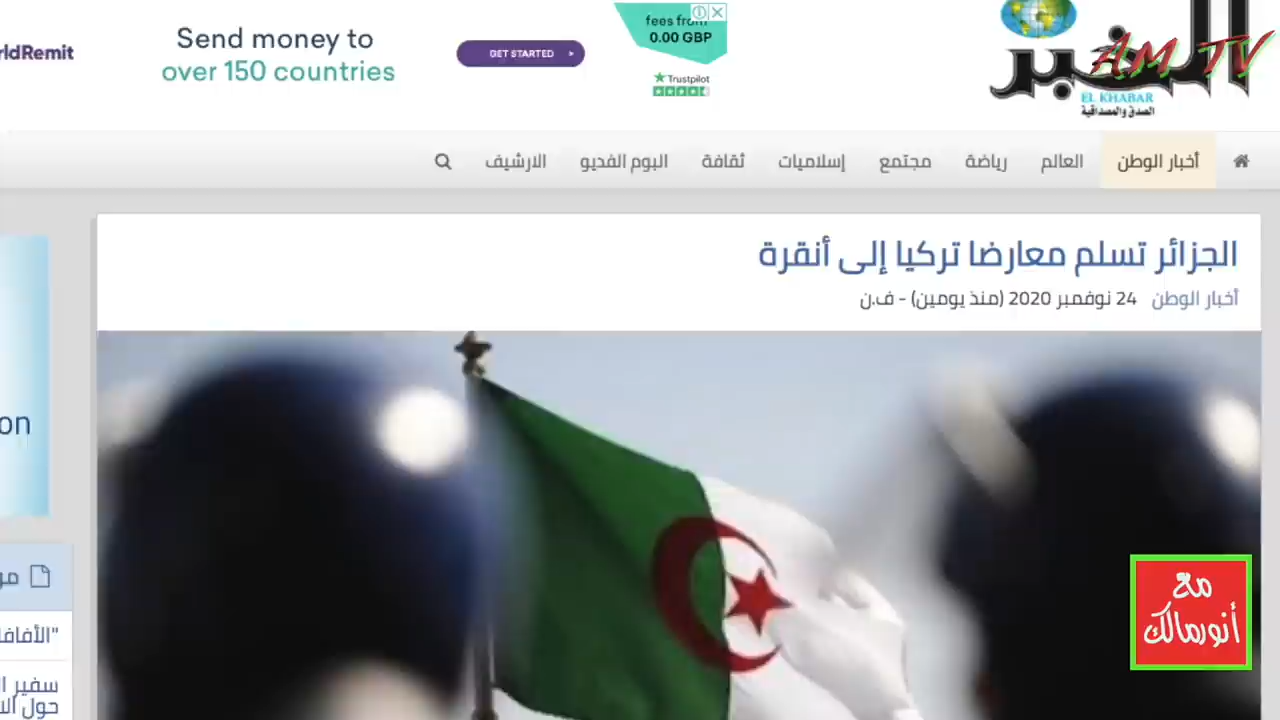 Send money to
over 150 countries
ldRemit
GET STARTED >
fees from
0.00 GBP
Trustpilot
الخبر
EL KHABAR
الصدق والمصداقية
AM TV
أخبار الوطن
العالم
رياضة
مجتمع
إسلاميات
ثقافة
البوم الفديو
الارشيف
الجزائر تسلم معارضا تركيا إلى أنقرة
أخبار الوطن 24 نوفمبر 2020 (منذ يومين) - ف.ن
on
سفير ا
مع
أنورمالك